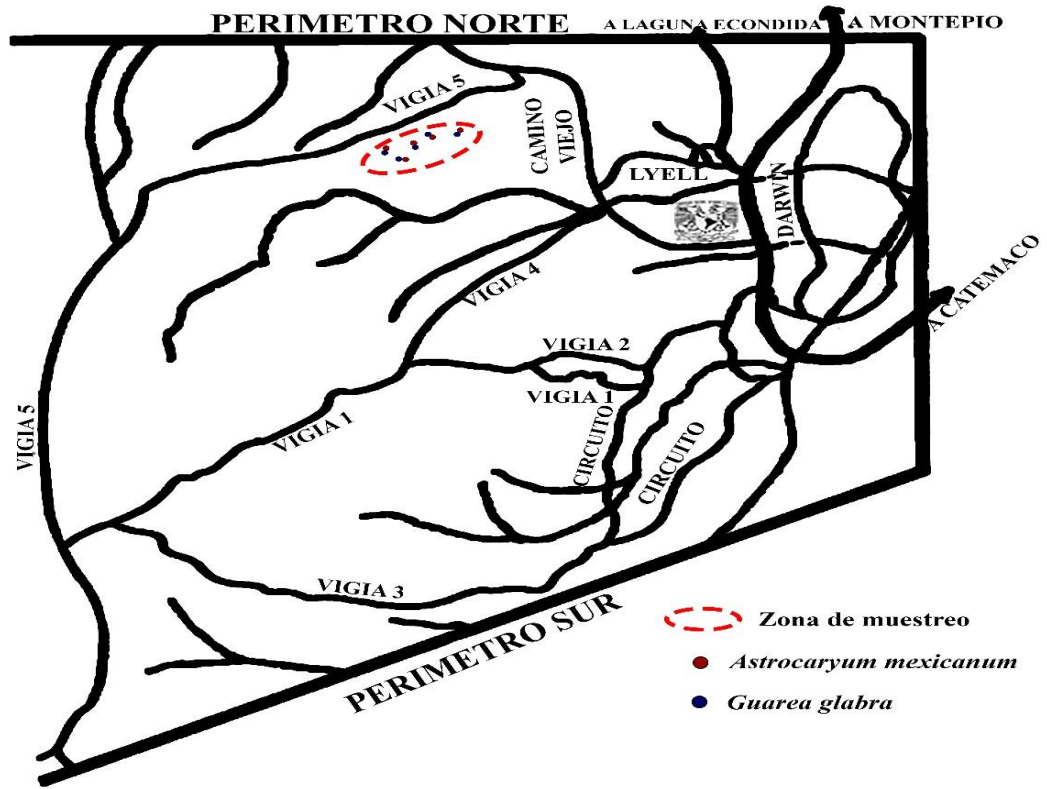 PERIMETRO NORTE
A LAGUNA ECONDIDA
A MONTEPIO
VIGIA 5
CAMINO
VIEJO
LYELL
DARWIN
A CATEMACO
VIGIA 4
VIGIA 2
VIGIA 1
VIGIA 5
VIGIA 1
CIRCUITO
CIRCUITO
VIGIA 3
PERIMETRO SUR
Zona de muestreo
Astrocaryum mexicanum
Guarea glabra